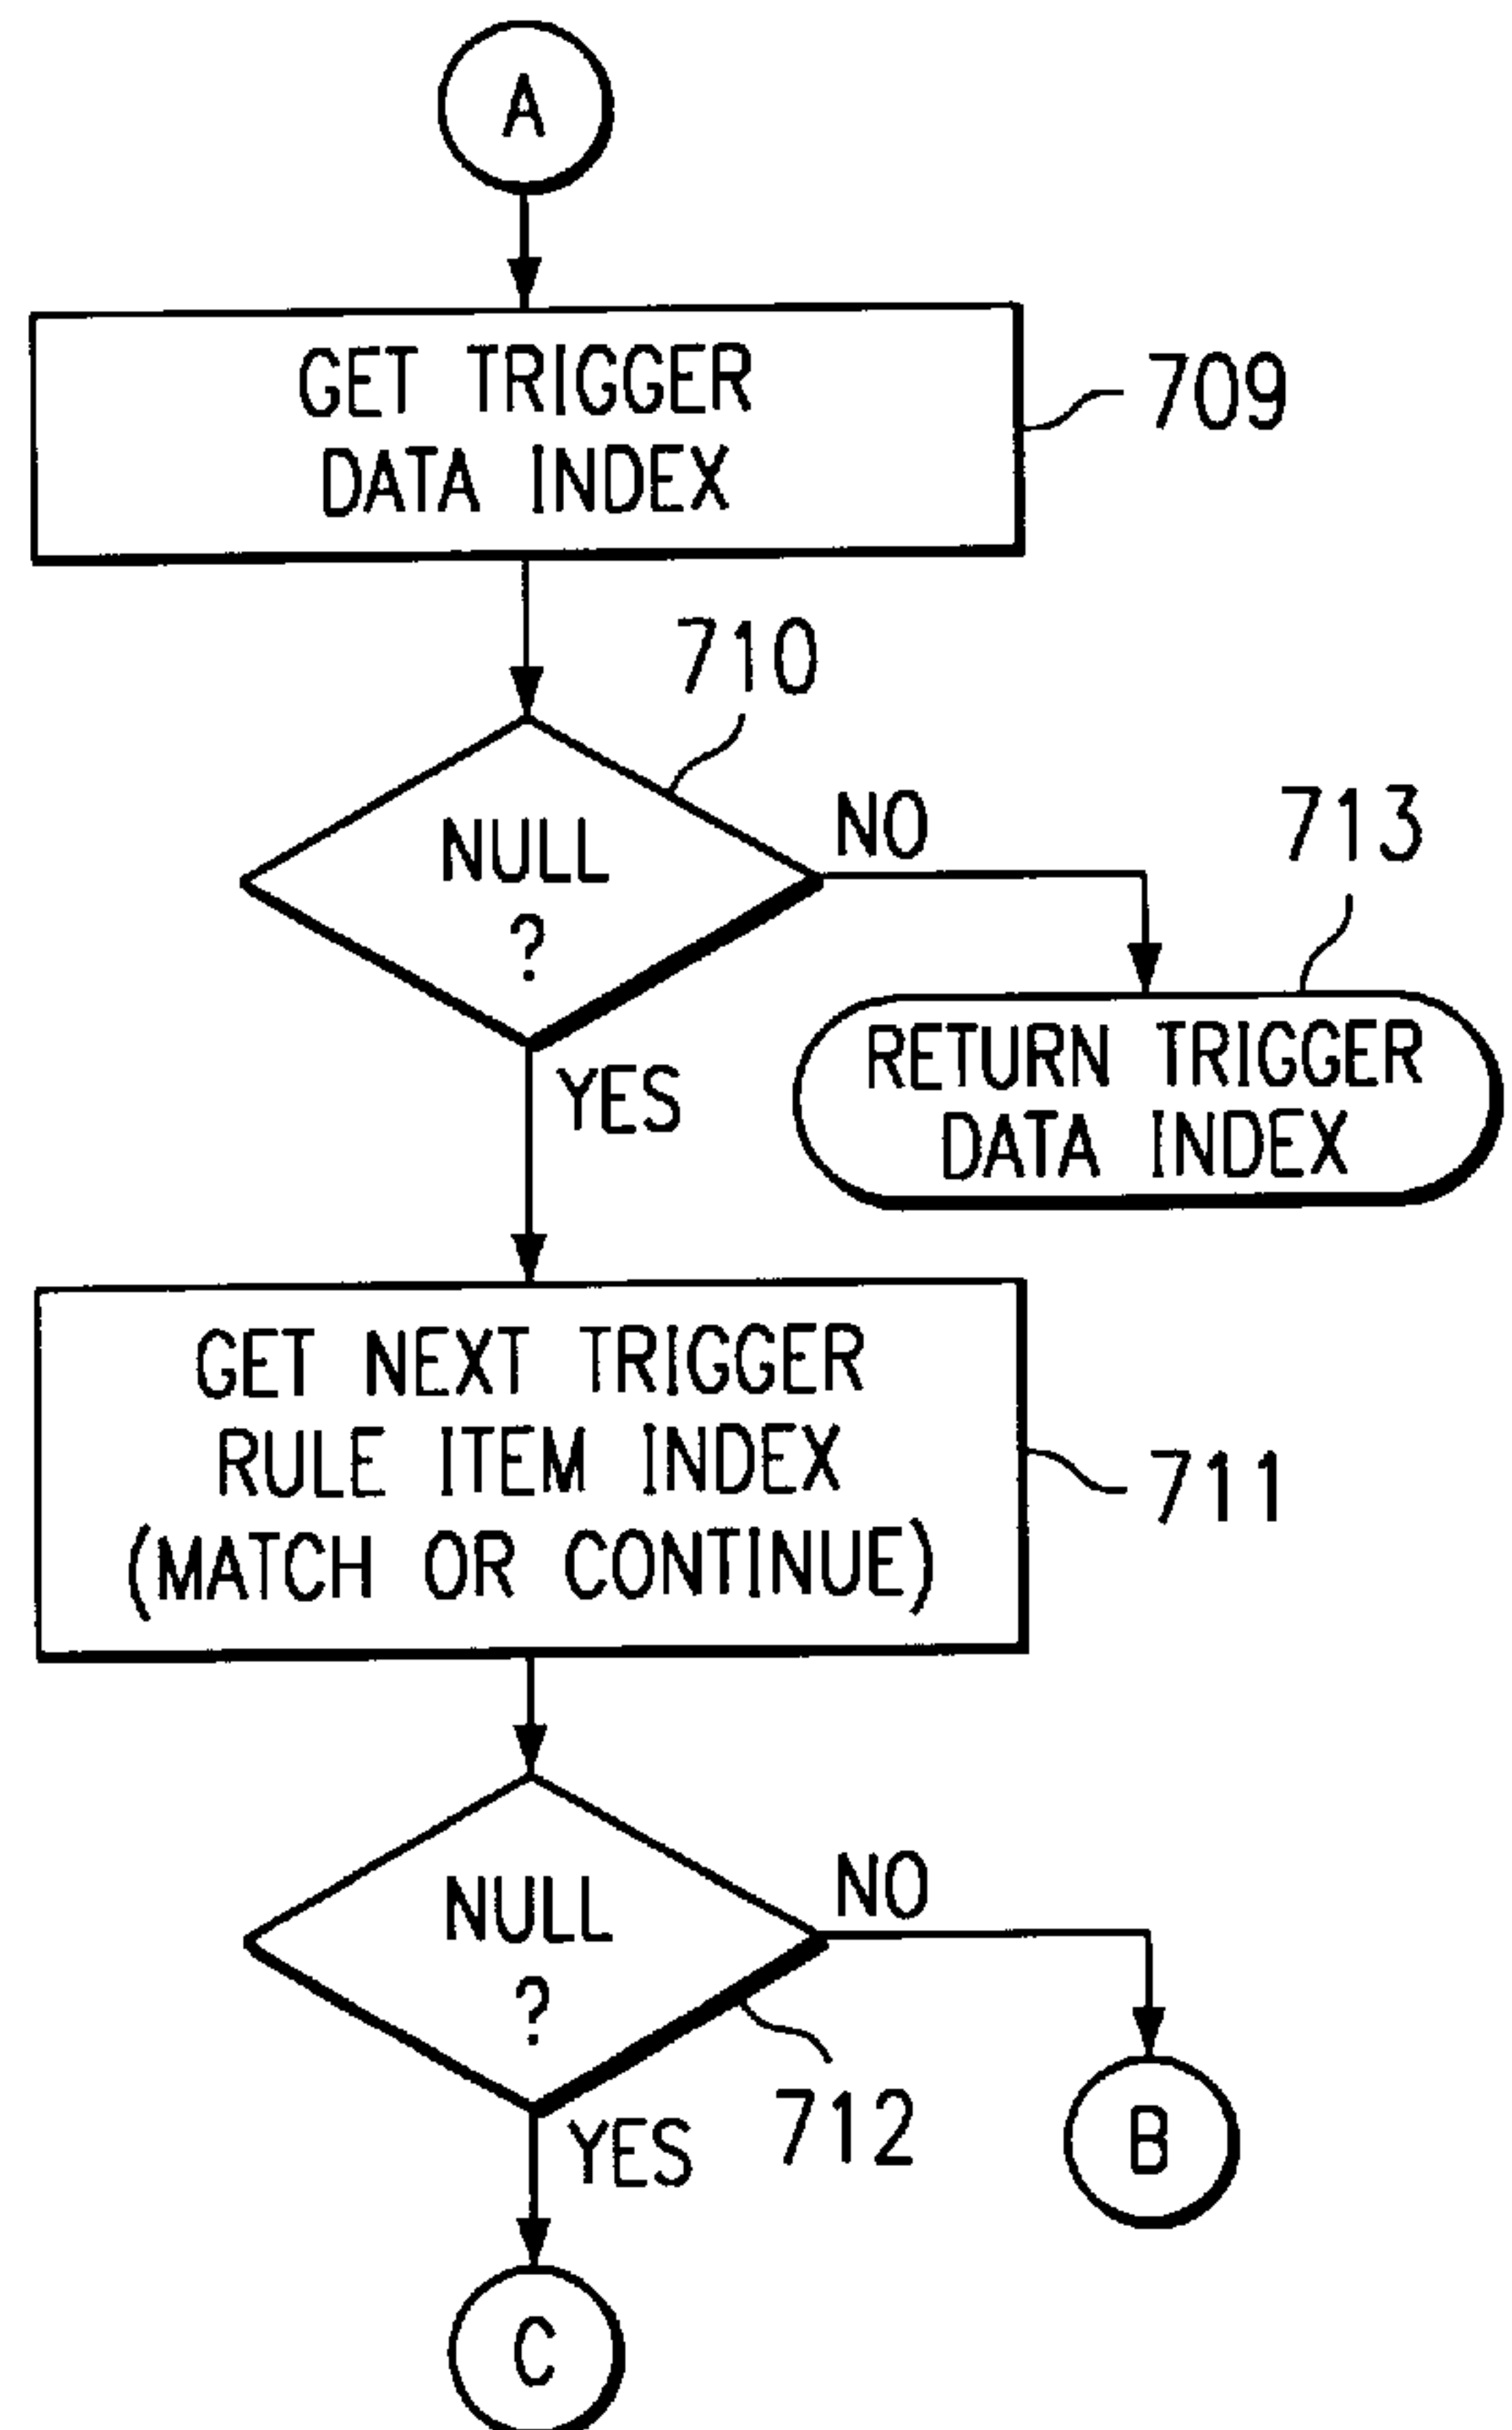 A
GET TRIGGER
DATA INDEX
709
710
NULL
?
NO
713
RETURN TRIGGER
DATA INDEX
YES
GET NEXT TRIGGER
RULE ITEM INDEX
(MATCH OR CONTINUE)
711
NULL
?
NO
712
YES
B
C